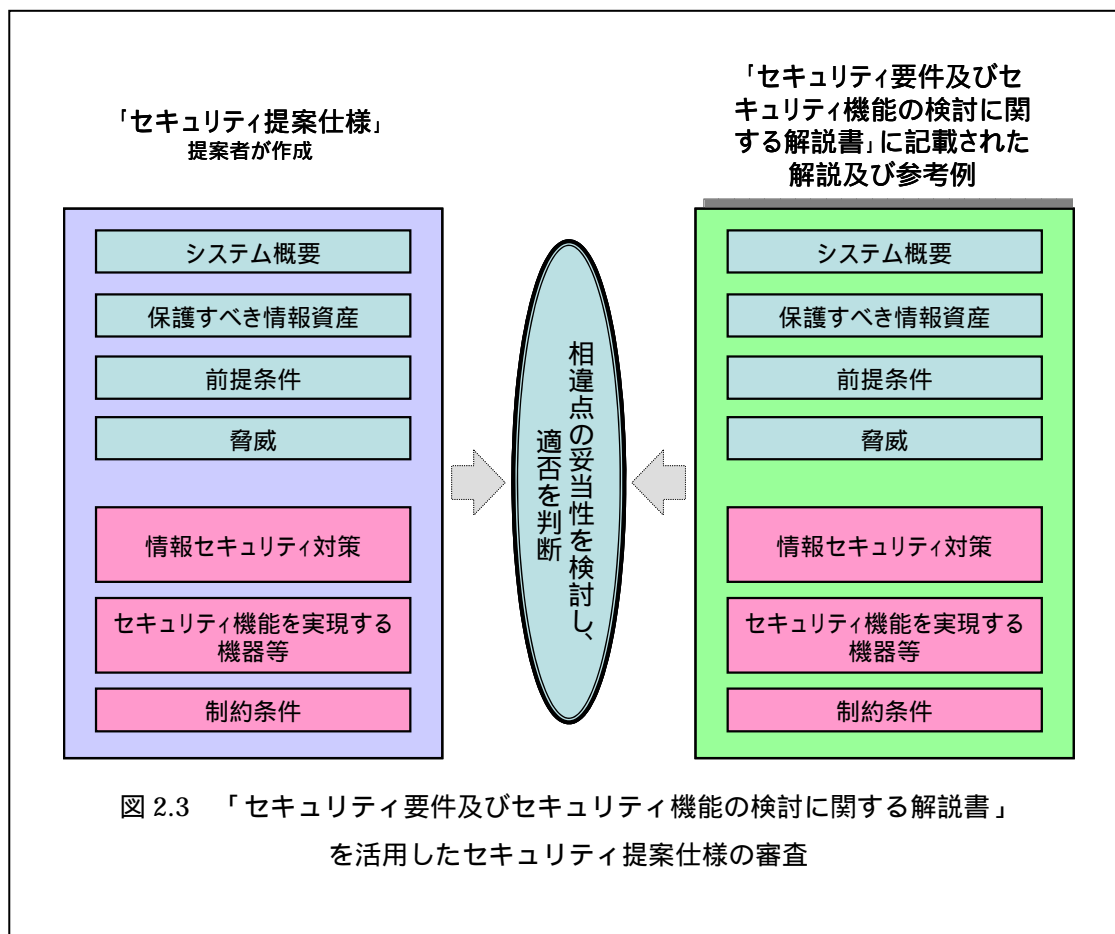 「セキュリティ提案仕様」
提案者が作成
システム概要
保護すべき情報資産
前提条件
脅威
情報セキュリティ対策
セキュリティ機能を実現する
機器等
制約条件
相違点の妥当性を検討し、
適否を判断
「セキュリティ要件及びセ
キュリティ機能の検討に関
する解説書」に記載された
解説及び参考例
システム概要
保護すべき情報資産
前提条件
脅威
情報セキュリティ対策
セキュリティ機能を実現する
機器等
制約条件
図 2.3 「セキュリティ要件及びセキュリティ機能の検討に関する解説書」
を活用したセキュリティ提案仕様の審査